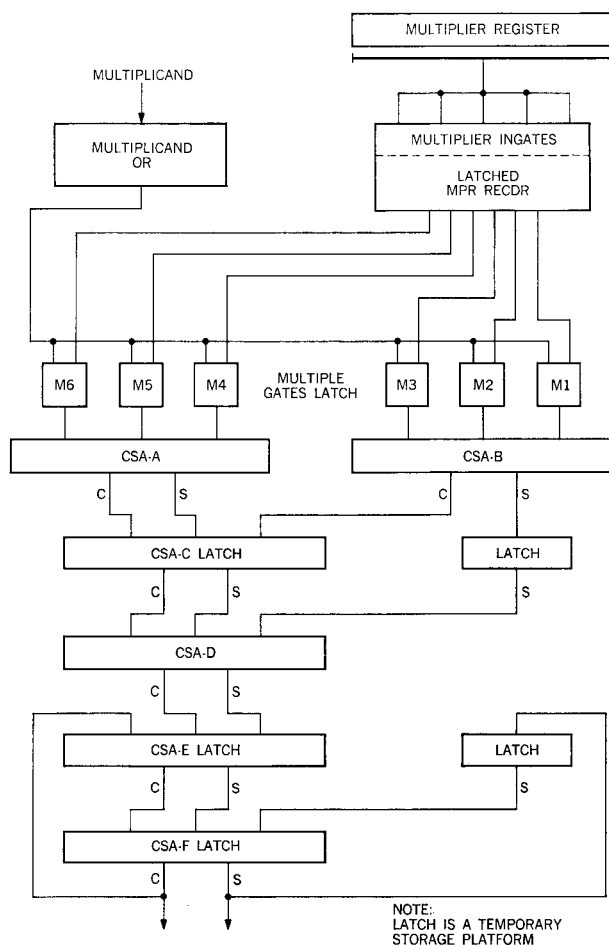 MULTIPLIER REGISTER
MULTIPLICAND
MULTIPLICAND
OR
MULTIPLIER INGATES
LATCHED
MPR RECDR
M6
M5
M4
MULTIPLE
GATES LATCH
M3
M2
M1
CSA-A
CSA-B
C
S
C
S
CSA-C LATCH
LATCH
C
S
S
CSA-D
C
S
CSA-E LATCH
LATCH
C
S
S
CSA-F LATCH
C
S
NOTE:
LATCH IS A TEMPORARY
STORAGE PLATFORM